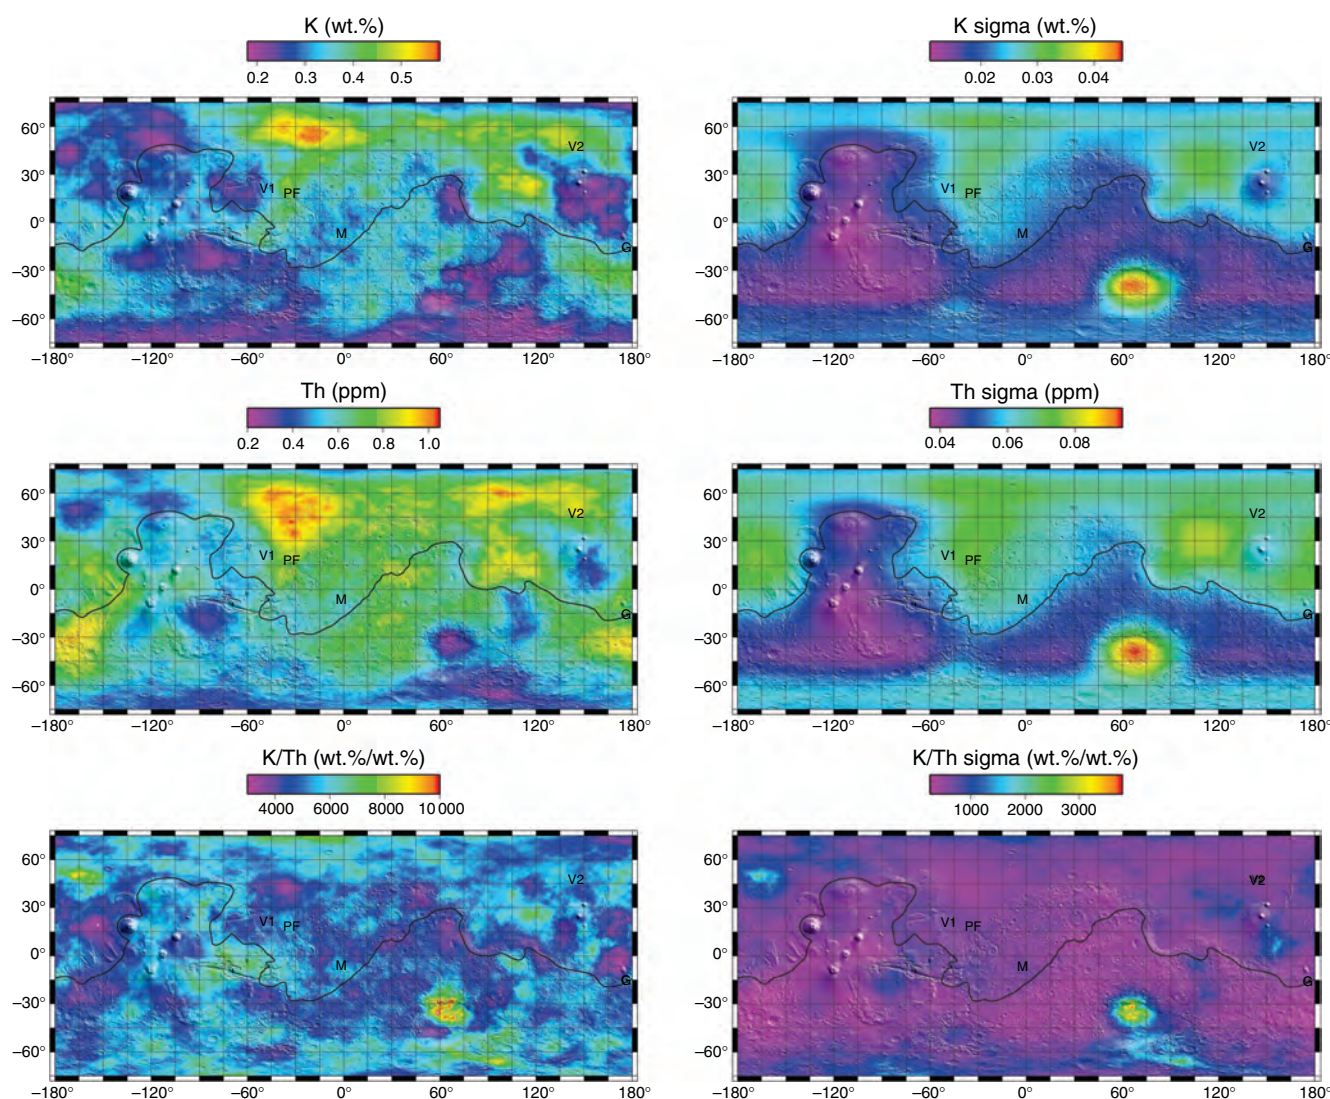 K (wt.%)
0.2 0.3 0.4 0.5
60°
30°
0°
−30°
−60°
V2
V1
PF
M
G
−180° −120° −60° 0° 60° 120° 180°
K sigma (wt.%)
0.02 0.03 0.04
60°
30°
0°
−30°
−60°
V2
V1
PF
M
G
−180° −120° −60° 0° 60° 120° 180°
Th (ppm)
0.2 0.4 0.6 0.8 1.0
60°
30°
0°
−30°
−60°
V2
V1
PF
M
G
−180° −120° −60° 0° 60° 120° 180°
Th sigma (ppm)
0.04 0.06 0.08
60°
30°
0°
−30°
−60°
V2
V1
PF
M
G
−180° −120° −60° 0° 60° 120° 180°
K/Th (wt.%/wt.%)
4000 6000 8000 10 000
60°
30°
0°
−30°
−60°
V2
V1
PF
M
G
−180° −120° −60° 0° 60° 120° 180°
K/Th sigma (wt.%/wt.%)
1000 2000 3000
60°
30°
0°
−30°
−60°
V2
V1
PF
M
G
−180° −120° −60° 0° 60° 120° 180°